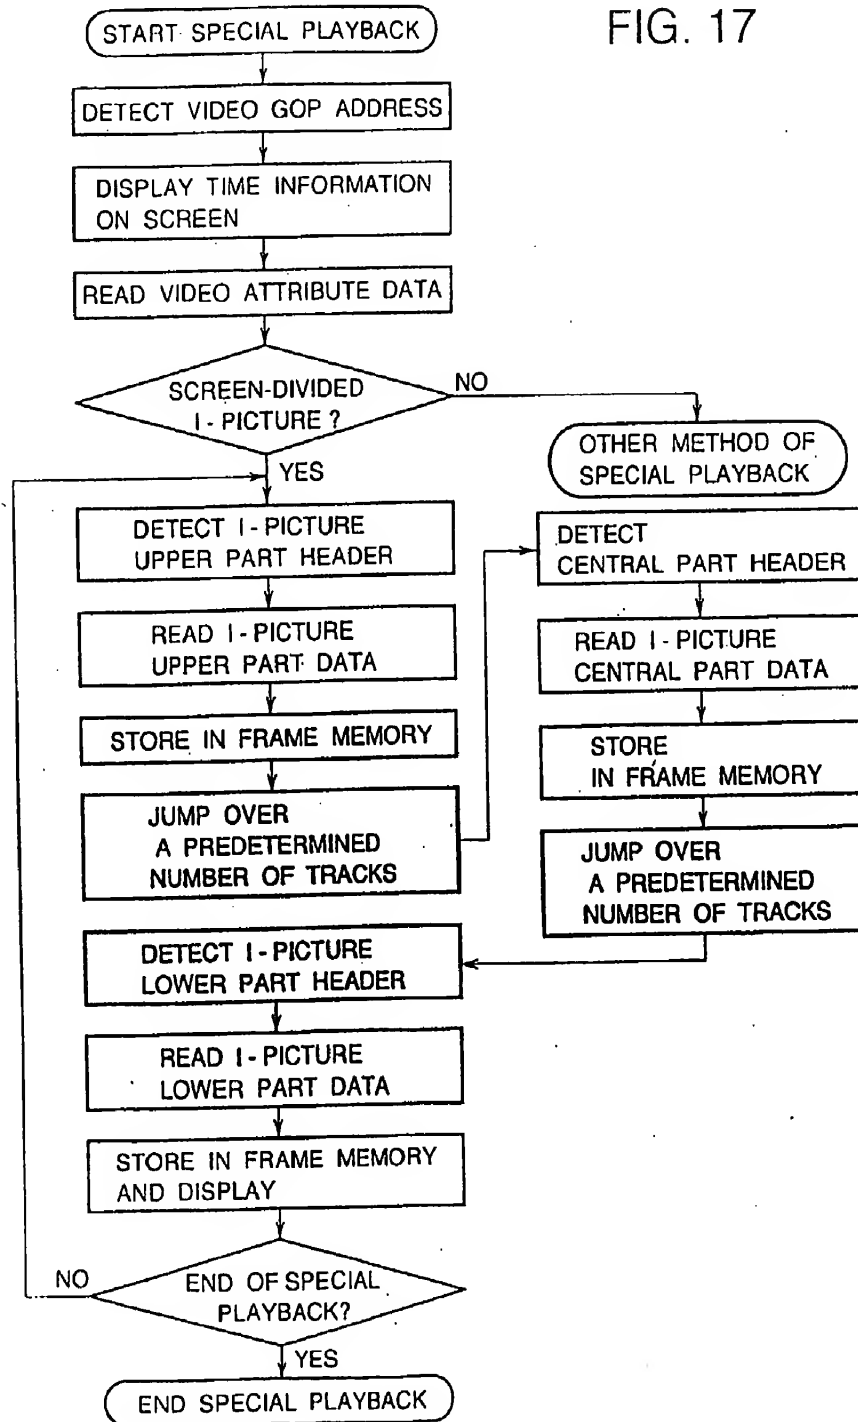 FIG. 17
START SPECIAL PLAYBACK
DETECT VIDEO GOP ADDRESS
DISPLAY TIME INFORMATION
ON SCREEN
READ VIDEO ATTRIBUTE DATA
SCREEN-DIVIDED
I-PICTURE?
NO
OTHER METHOD OF
SPECIAL PLAYBACK
YES
DETECT I-PICTURE
UPPER PART HEADER
READ I-PICTURE
UPPER PART DATA
STORE IN FRAME MEMORY
JUMP OVER
A PREDETERMINED
NUMBER OF TRACKS
DETECT
CENTRAL PART HEADER
READ I-PICTURE
CENTRAL PART DATA
STORE
IN FRAME MEMORY
JUMP OVER
A PREDETERMINED
NUMBER OF TRACKS
DETECT I-PICTURE
LOWER PART HEADER
READ I-PICTURE
LOWER PART DATA
STORE IN FRAME MEMORY
AND DISPLAY
END OF SPECIAL
PLAYBACK?
NO
YES
END SPECIAL PLAYBACK